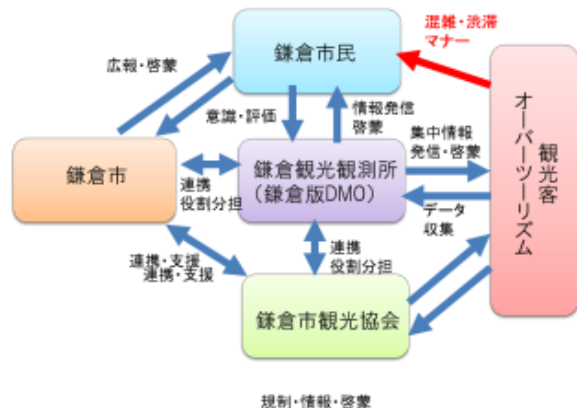 混雑・渋滞
マナー
鎌倉市民
広報・啓蒙
意識・評価
情報発信
啓蒙
集中情報
発信・啓蒙
観光客
オーバーツーリズム
鎌倉市
連携
役割分担
鎌倉観光観測所
（鎌倉版DMO）
データ
収集
連携・支援
連携・支援
連携
役割分担
鎌倉市観光協会
規制・情報・啓蒙